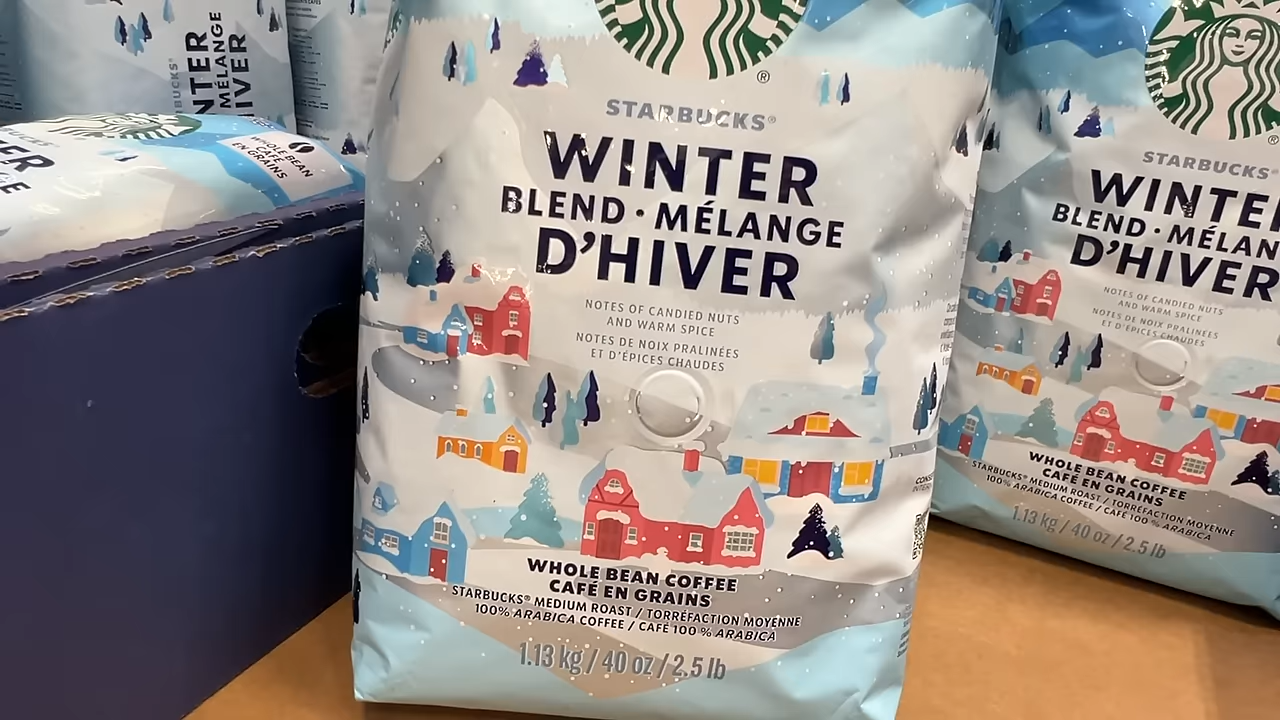 STARBUCKS®
WINTER
BLEND · MÉLANGE
D'HIVER
NOTES OF CANDIED NUTS
AND WARM SPICE
NOTES DE NOIX PRALINÉES
ET D'ÉPICES CHAUDES
WHOLE BEAN COFFEE
CAFÉ EN GRAINS
STARBUCKS® MEDIUM ROAST / TORRÉFACTION MOYENNE
100% ARABICA COFFEE / CAFÉ 100 % ARABICA
1.13 kg / 40 oz / 2.5 lb
STARBUCKS®
WINTER
BLEND · MÉLAN
D'HIVER
NOTES OF CANDIED NUTS
AND WARM SPICE
NOTES DE NOIX PRALINÉES
ET D'ÉPICES CHAUDES
WHOLE BEAN COFFEE
CAFÉ EN GRAINS
STARBUCKS® MEDIUM ROAST / TORRÉFACTION MOYENNE
100% ARABICA COFFEE / CAFÉ 100 % ARABICA
1.13 kg / 40 oz / 2.5 lb
STARBUCKS®
NTER
MÉLANGE
HIVER
WHOLE BEAN
CAFÉ
EN GRAINS